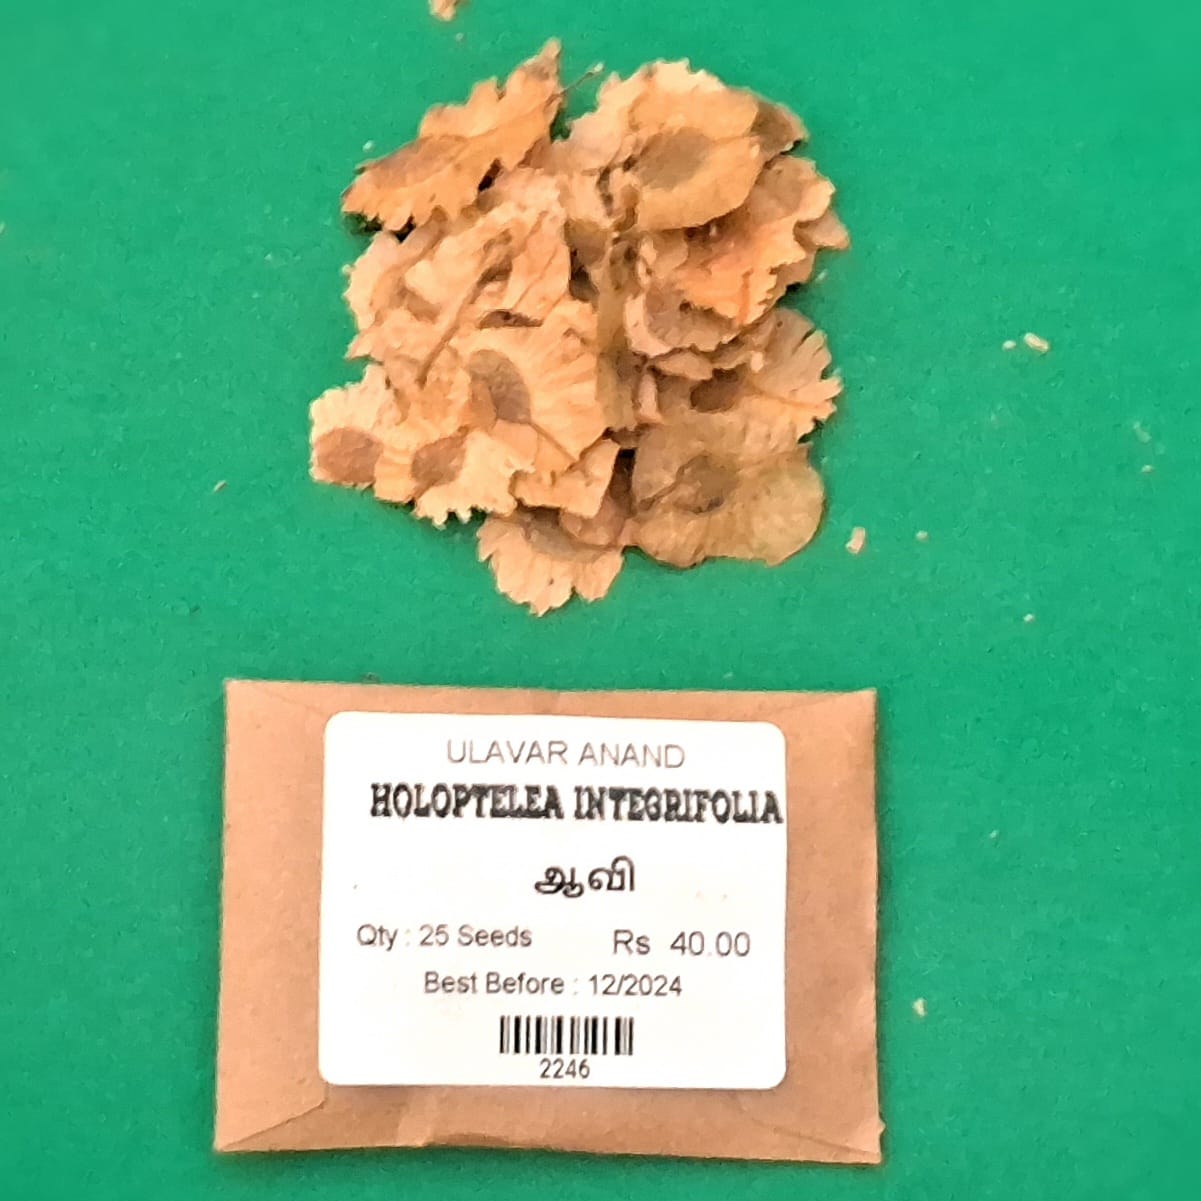 ULAVAR ANAND
HOLOPTELEA INTEGRIFOLIA
ஆவி
Qty : 25 Seeds Rs 40.00
Best Before : 12/2024
2246